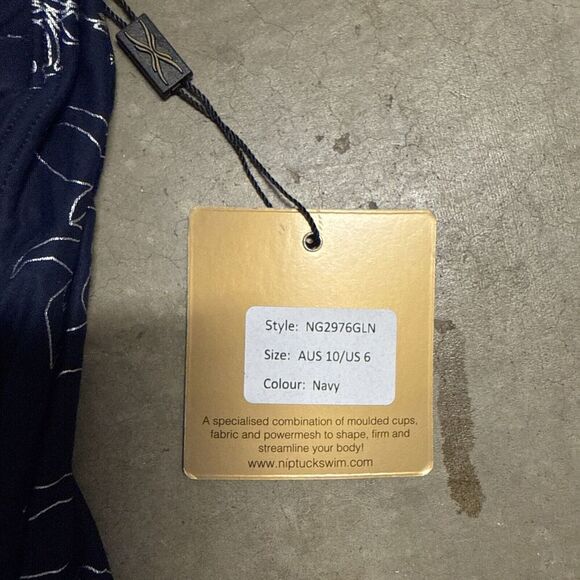 Style: NG2976GLN
Size: AUS 10/US 6
Colour: Navy
A specialised combination of moulded cups,
fabric and powermesh to shape, firm and
streamline your body!
www.niptuckswim.com